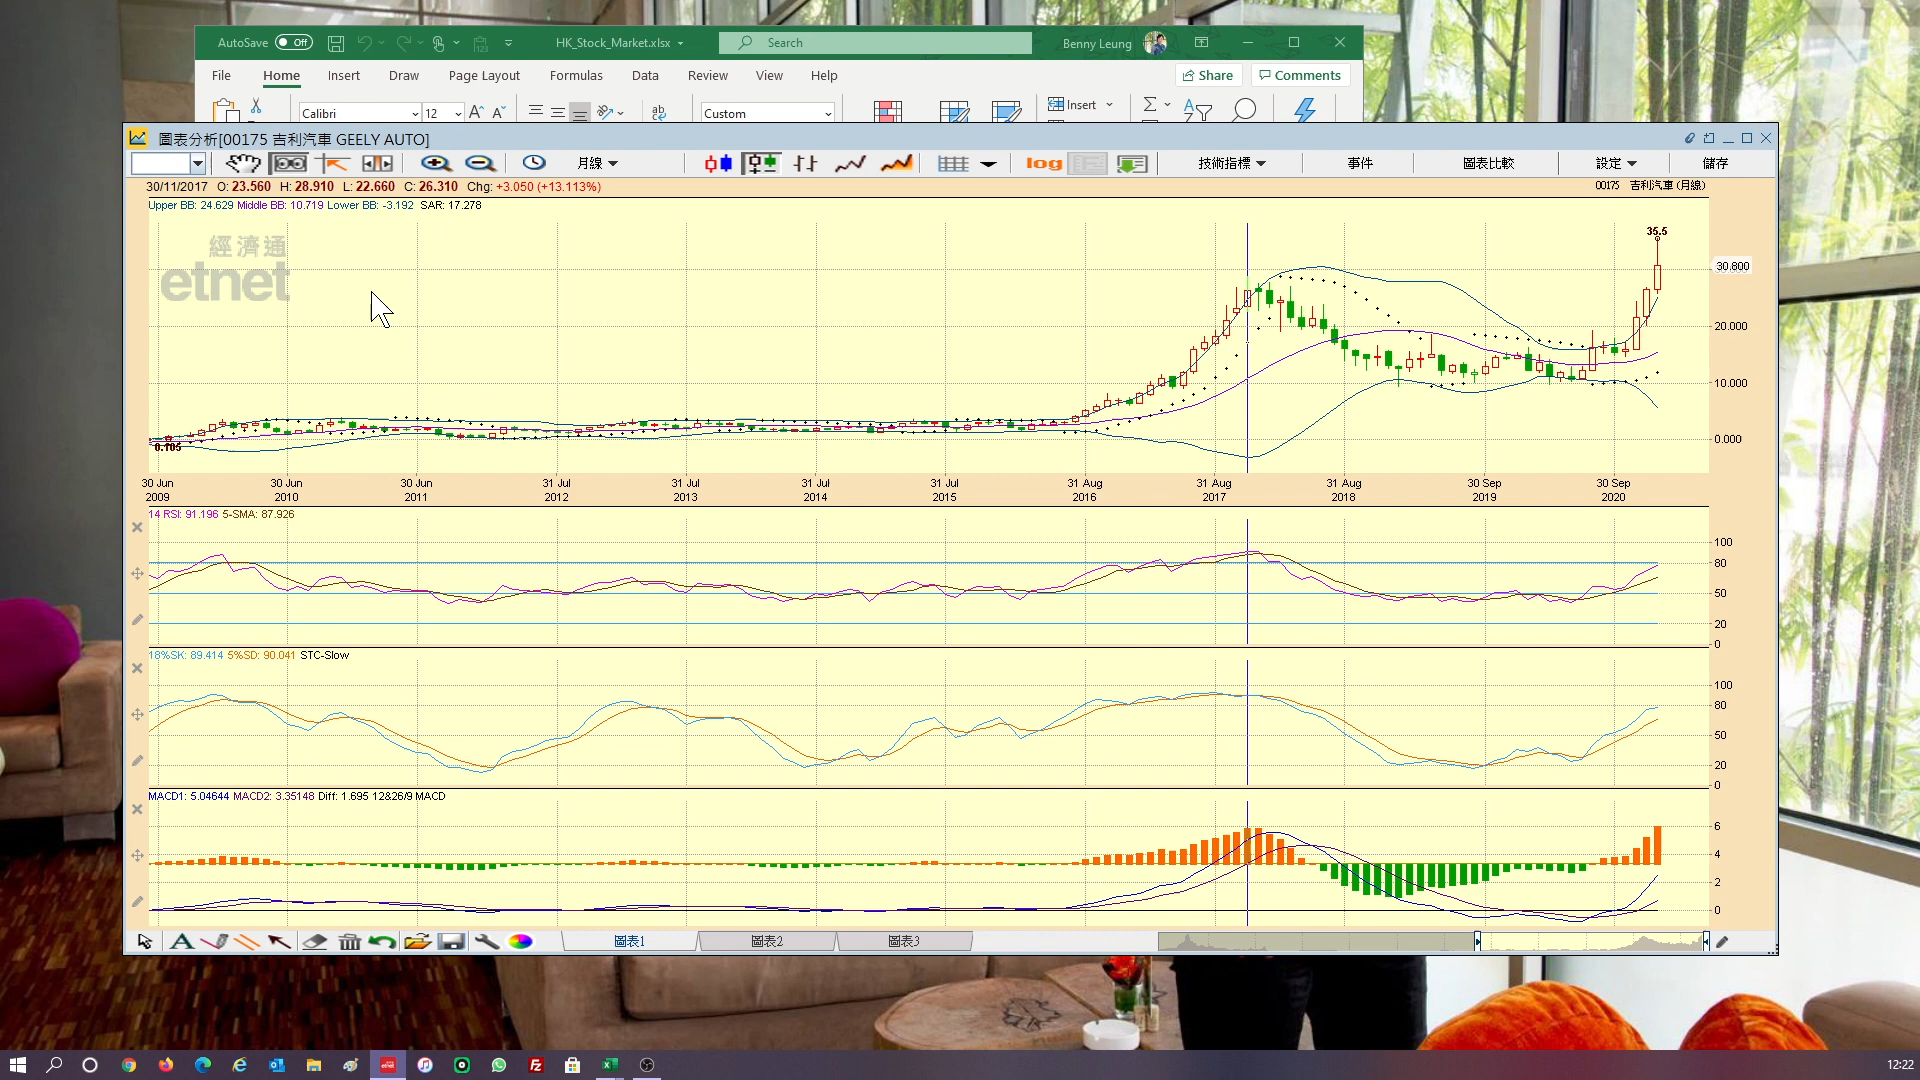 AutoSave Off HK_Stock_Market.xlsx Search Benny Leung
File Home Insert Draw Page Layout Formulas Data Review View Help Share Comments
Calibri 12 A A ab Custom Insert
圖表分析[00175 吉利汽車 GEELY AUTO]
月線 log 技術指標 事件 圖表比較 設定 儲存
30/11/2017 O: 23.560 H: 28.910 L: 22.660 C: 26.310 Chg: +3.050 (+13.113%) 00175 吉利汽車 (月線)
Upper BB: 24.629 Middle BB: 10.719 Lower BB: -3.192 SAR: 17.278
經濟通
etnet
35.5
30.800
20.000
10.000
0.000
0.105
30 Jun 30 Jun 30 Jun 31 Jul 31 Jul 31 Jul 31 Jul 31 Aug 31 Aug 31 Aug 30 Sep 30 Sep
2009 2010 2011 2012 2013 2014 2015 2016 2017 2018 2019 2020
14 RSI: 91.196 5-SMA: 87.926
100
80
50
20
0
18%SK: 89.414 5%SD: 90.041 STC-Slow
100
80
50
20
0
MACD1: 5.04644 MACD2: 3.35148 Diff: 1.695 12&26/9 MACD
6
4
2
0
A 圖表1 圖表2 圖表3
etnet
12:22